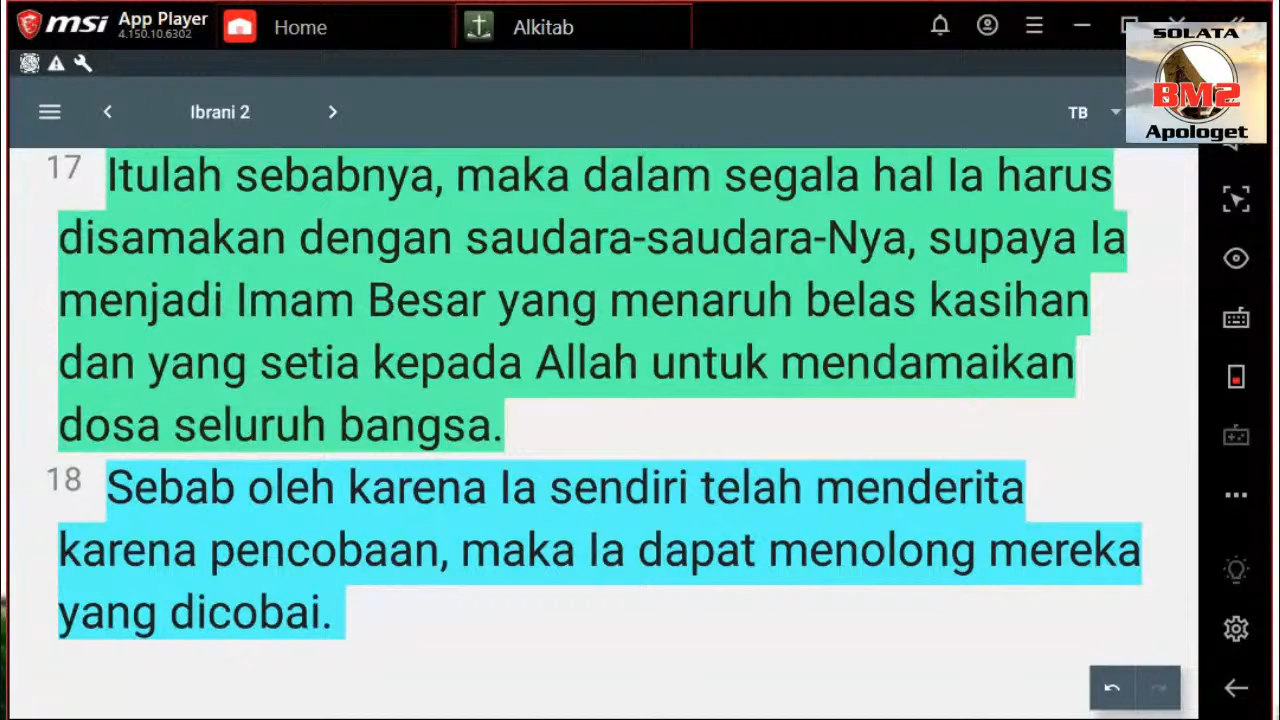 msi App Player
4.150.10.6302
Home
Alkitab
SOLATA
BM2
Apologet
Ibrani 2
TB
17 Itulah sebabnya, maka dalam segala hal Ia harus
disamakan dengan saudara-saudara-Nya, supaya Ia
menjadi Imam Besar yang menaruh belas kasihan
dan yang setia kepada Allah untuk mendamaikan
dosa seluruh bangsa.
18 Sebab oleh karena Ia sendiri telah menderita
karena pencobaan, maka Ia dapat menolong mereka
yang dicobai.